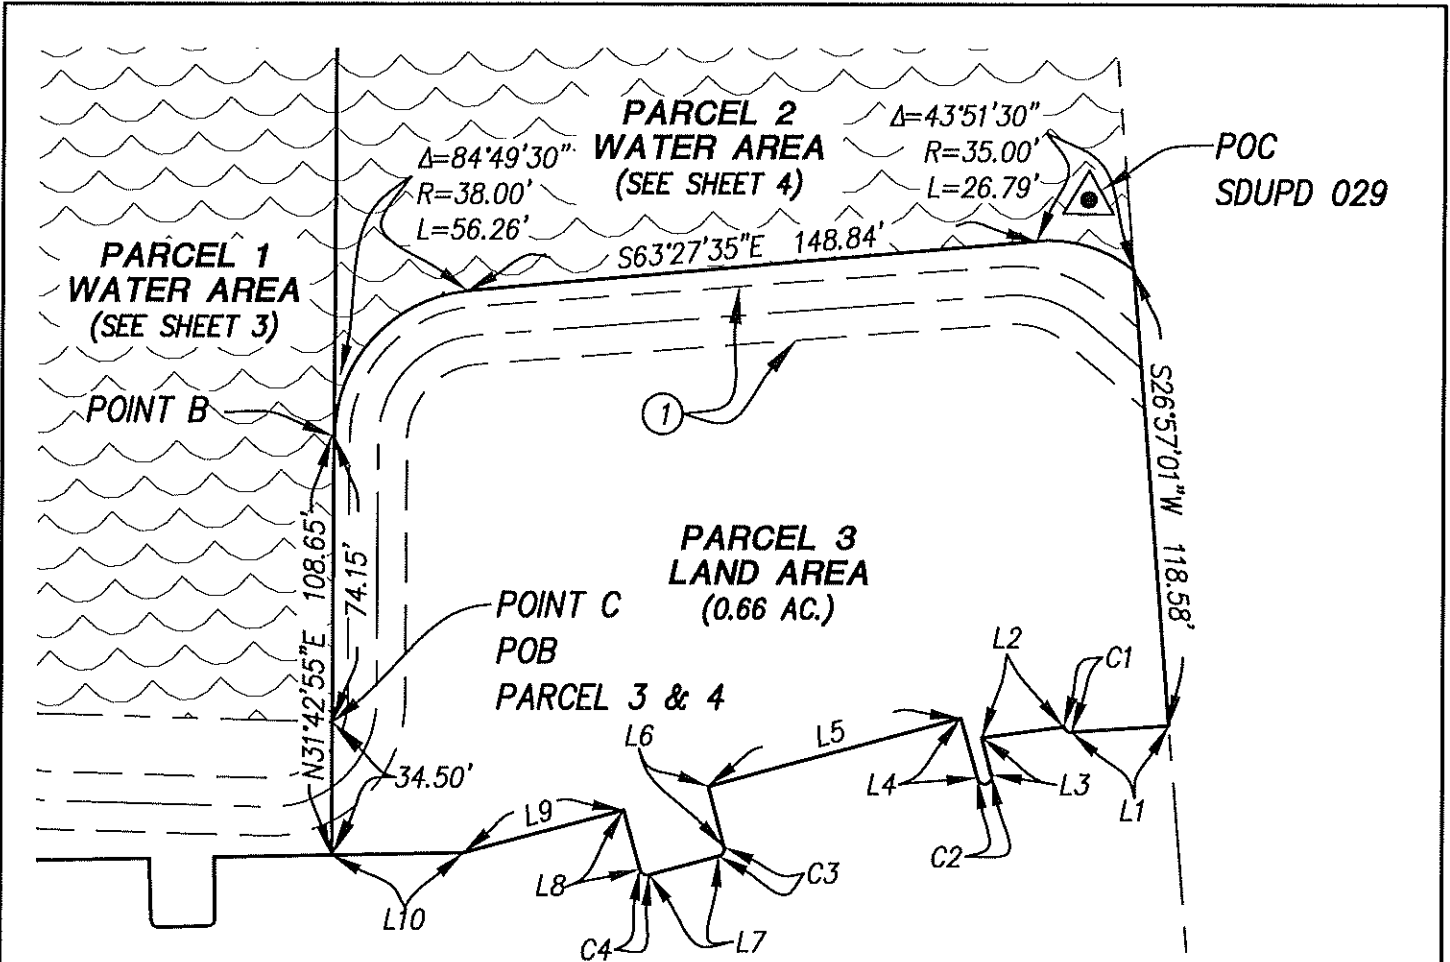 PARCEL 2
WATER AREA
(SEE SHEET 4)
Δ=43°51'30"
R=35.00'
L=26.79'
POC
SDUPD 029
Δ=84°49'30"
R=38.00'
L=56.26'
S63°27'35"E 148.84'
PARCEL 1
WATER AREA
(SEE SHEET 3)
POINT B
1
S26°57'01"W 118.58'
N31°42'55"E 108.65'
74.15'
PARCEL 3
LAND AREA
(0.66 AC.)
POINT C
POB
PARCEL 3 & 4
34.50'
L2
C1
L5
L6
L4
L3
L1
L9
C2
L8
C3
L10
C4
L7